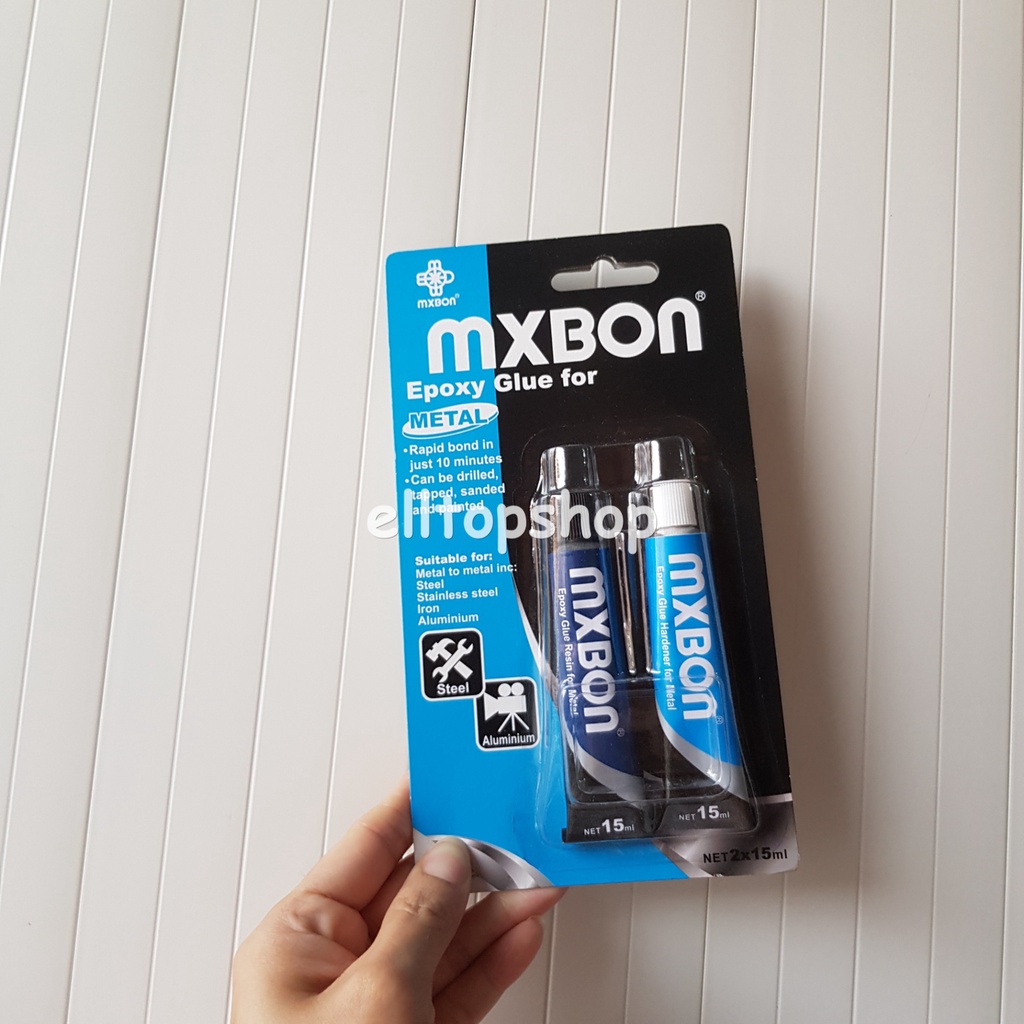 MXBON®
mxBon®
Epoxy Glue for
METAL
•Rapid bond in
just 10 minutes
•Can be drilled,
tapped, sanded
and painted
elltopshop
Suitable for:
Metal to metal inc:
Steel
Stainless steel
Iron
Aluminium
Steel
Aluminium
mxBon®
Epoxy Glue Resin for Metal
NET 15ml
mxBon®
Epoxy Glue Hardener for Metal
NET 15ml
NET 2x15ml